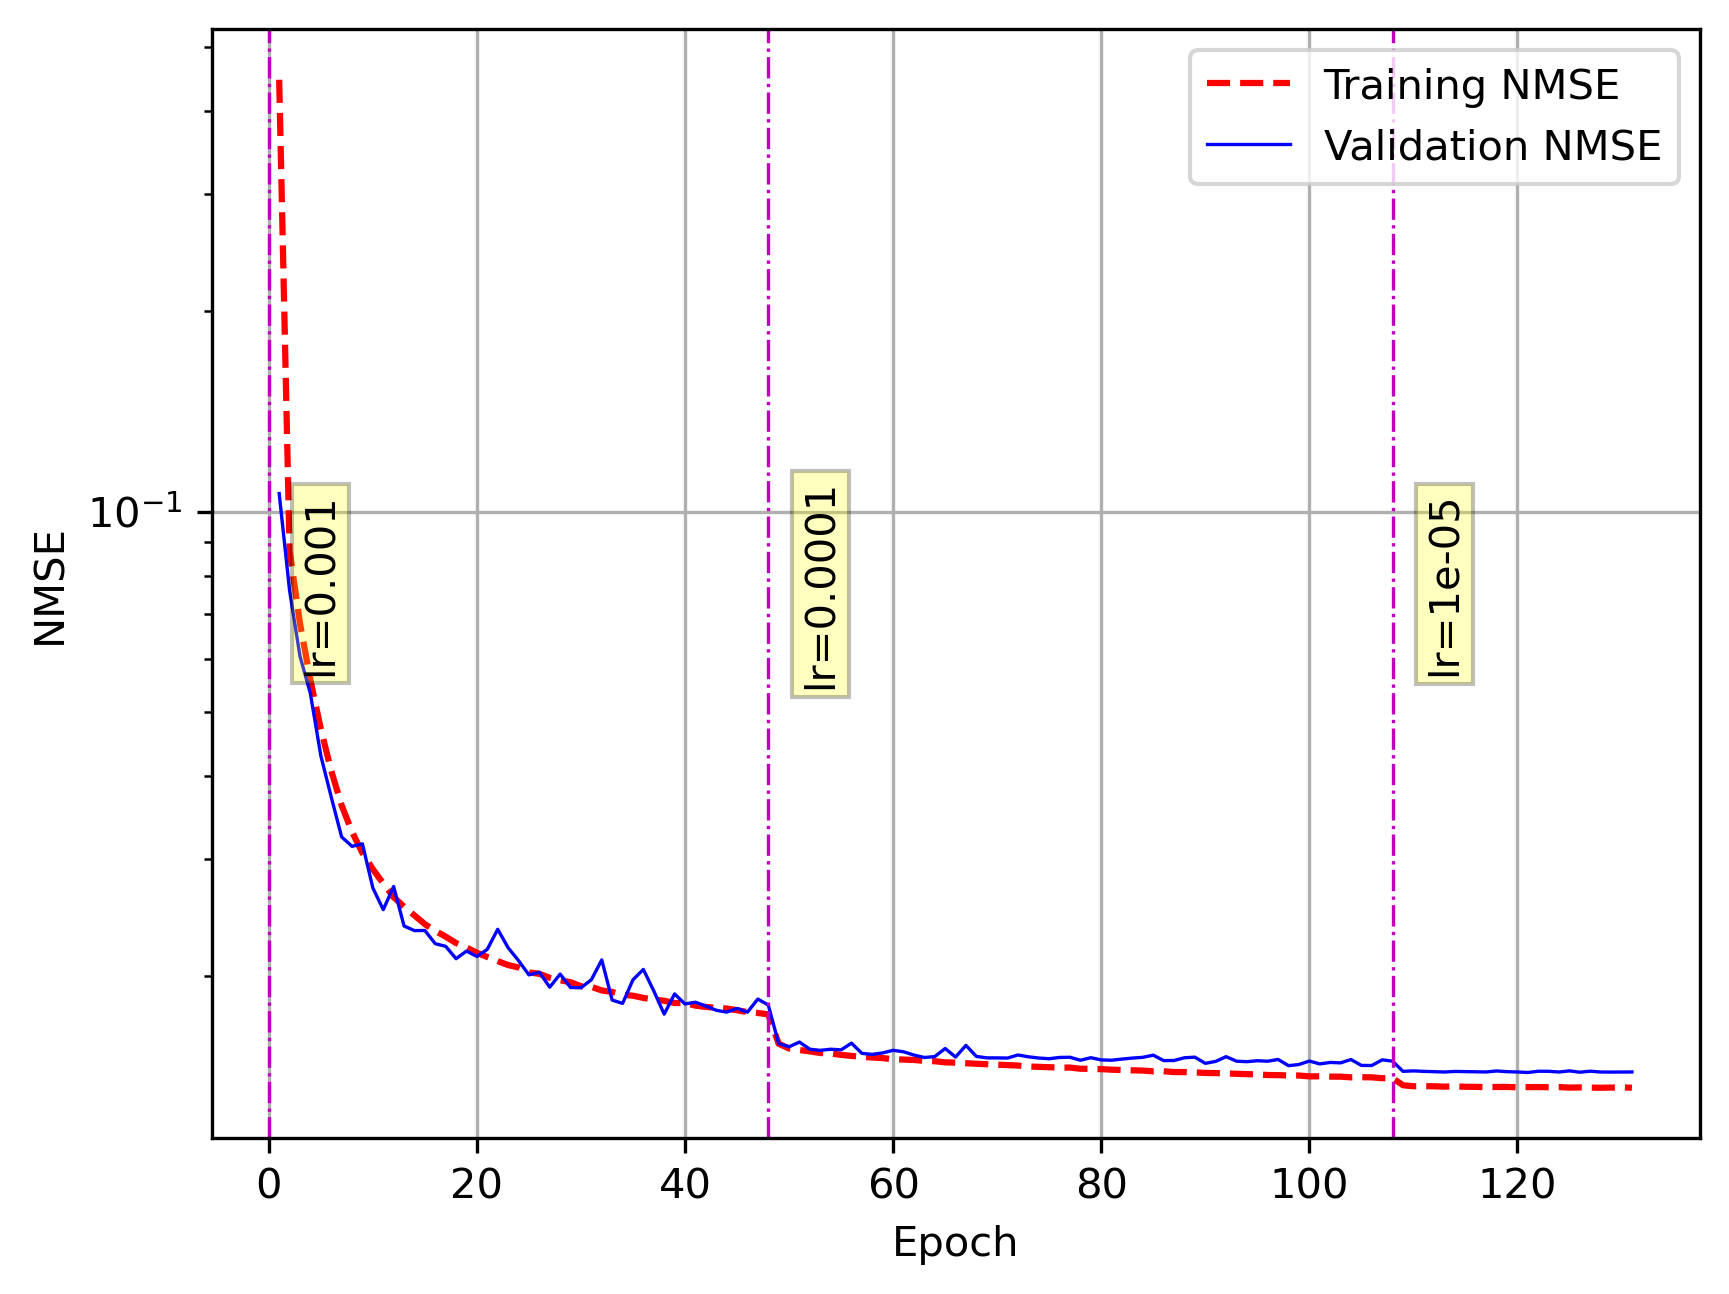 Training NMSE
Validation NMSE
NMSE
10⁻¹
lr=0.001
lr=0.0001
lr=1e-05
0 20 40 60 80 100 120
Epoch